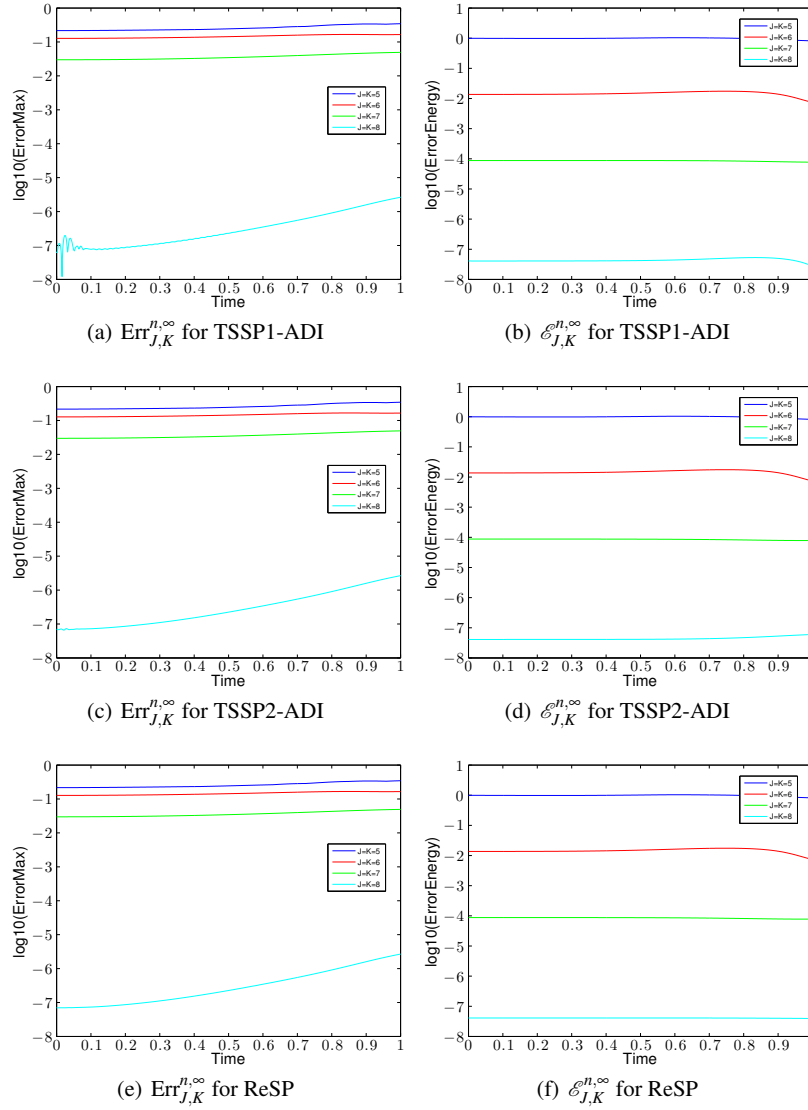 0
−1
−2
−3
−4
−5
−6
−7
−8
log10(ErrorMax)
0 0.1 0.2 0.3 0.4 0.5 0.6 0.7 0.8 0.9 1
Time
J=K=5
J=K=6
J=K=7
J=K=8
(a) Err^{n,∞}_{J,K} for TSSP1-ADI
1
0
−1
−2
−3
−4
−5
−6
−7
−8
log10(ErrorEnergy)
0 0.1 0.2 0.3 0.4 0.5 0.6 0.7 0.8 0.9
Time
J=K=5
J=K=6
J=K=7
J=K=8
(b) ℰ^{n,∞}_{J,K} for TSSP1-ADI
0
−1
−2
−3
−4
−5
−6
−7
−8
log10(ErrorMax)
0 0.1 0.2 0.3 0.4 0.5 0.6 0.7 0.8 0.9 1
Time
J=K=5
J=K=6
J=K=7
J=K=8
(c) Err^{n,∞}_{J,K} for TSSP2-ADI
1
0
−1
−2
−3
−4
−5
−6
−7
−8
log10(ErrorEnergy)
0 0.1 0.2 0.3 0.4 0.5 0.6 0.7 0.8 0.9
Time
J=K=5
J=K=6
J=K=7
J=K=8
(d) ℰ^{n,∞}_{J,K} for TSSP2-ADI
0
−1
−2
−3
−4
−5
−6
−7
−8
log10(ErrorMax)
0 0.1 0.2 0.3 0.4 0.5 0.6 0.7 0.8 0.9 1
Time
J=K=5
J=K=6
J=K=7
J=K=8
(e) Err^{n,∞}_{J,K} for ReSP
1
0
−1
−2
−3
−4
−5
−6
−7
−8
log10(ErrorEnergy)
0 0.1 0.2 0.3 0.4 0.5 0.6 0.7 0.8 0.9
Time
J=K=5
J=K=6
J=K=7
J=K=8
(f) ℰ^{n,∞}_{J,K} for ReSP